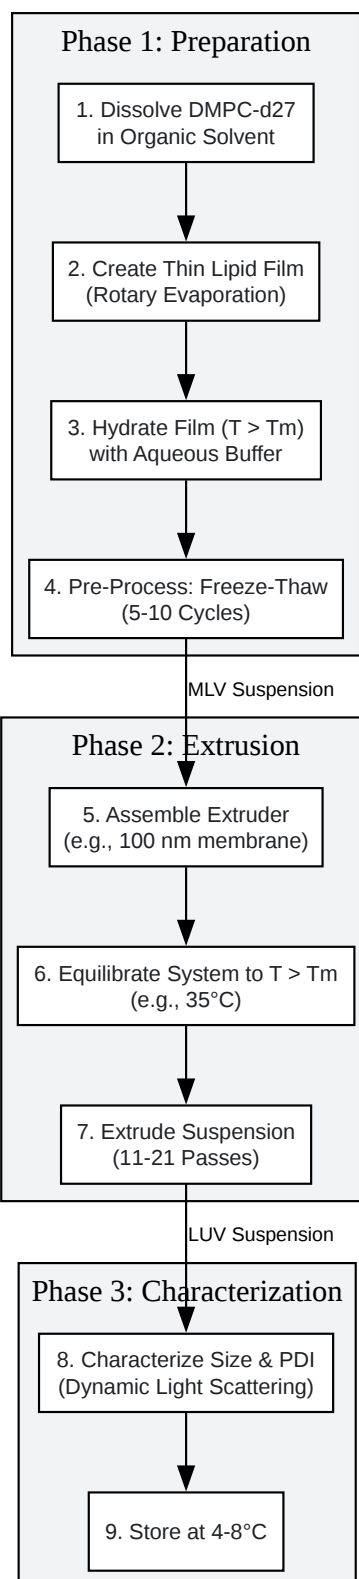 Phase 1: Preparation
1. Dissolve DMPC-d27
in Organic Solvent
2. Create Thin Lipid Film
(Rotary Evaporation)
3. Hydrate Film (T > Tm)
with Aqueous Buffer
4. Pre-Process: Freeze-Thaw
(5-10 Cycles)
MLV Suspension
Phase 2: Extrusion
5. Assemble Extruder
(e.g., 100 nm membrane)
6. Equilibrate System to T > Tm
(e.g., 35°C)
7. Extrude Suspension
(11-21 Passes)
LUV Suspension
Phase 3: Characterization
8. Characterize Size & PDI
(Dynamic Light Scattering)
9. Store at 4-8°C